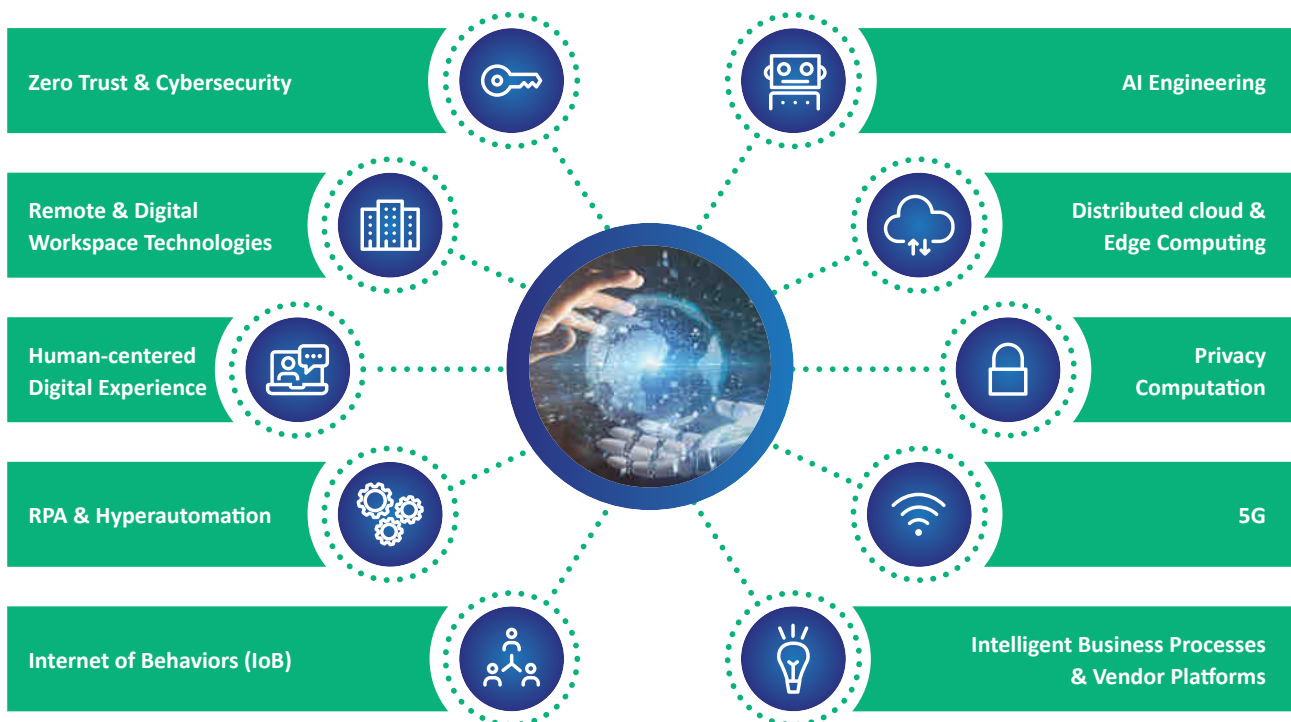 Zero Trust & Cybersecurity
AI Engineering
Remote & Digital
Workspace Technologies
Distributed cloud &
Edge Computing
Human-centered
Digital Experience
Privacy
Computation
RPA & Hyperautomation
5G
Internet of Behaviors (IoB)
Intelligent Business Processes
& Vendor Platforms